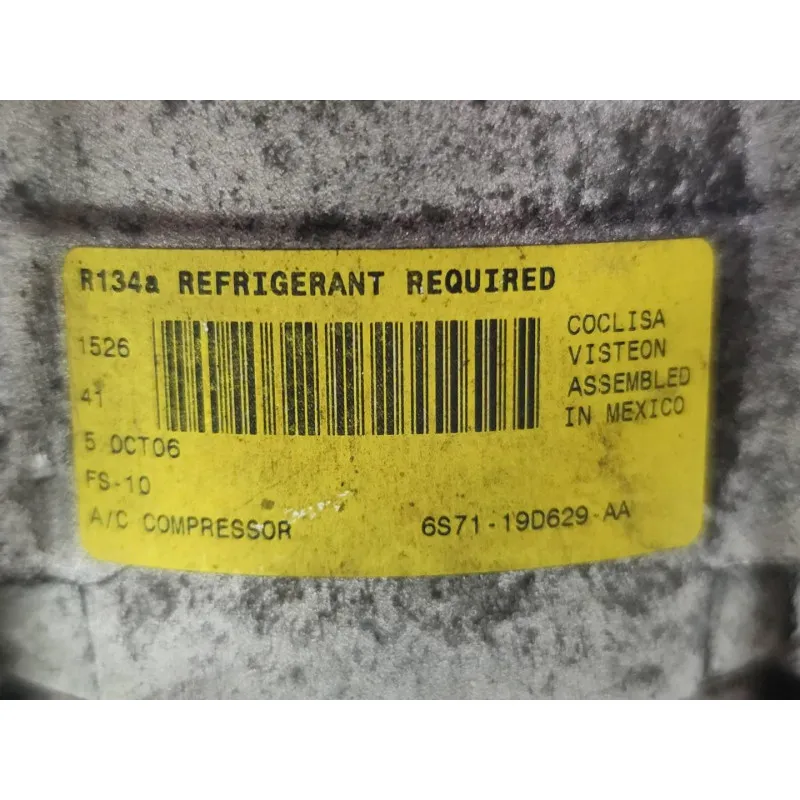 R134a REFRIGERANT REQUIRED
1526
41
5 OCT06
FS-10
A/C COMPRESSOR
COCLISA
VISTEON
ASSEMBLED
IN MEXICO
6S71-19D629-AA